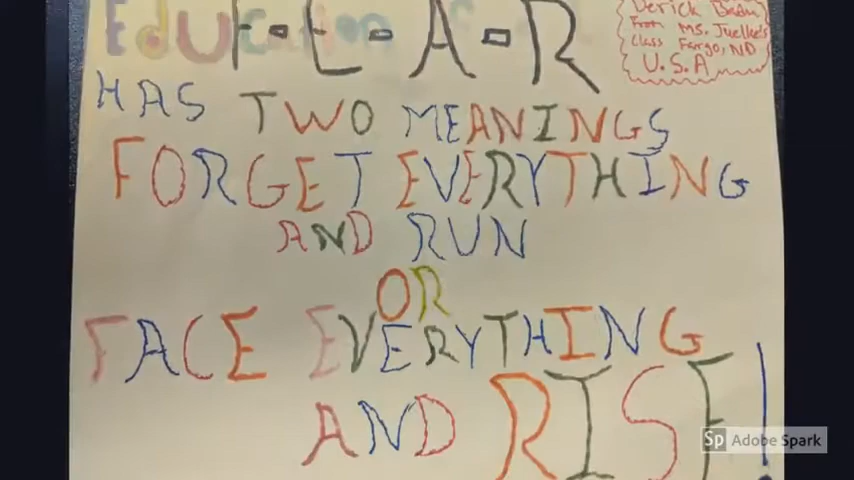 Education
F-E-A-R
Derick Badu
From Ms. Juelke's
Class Fargo, ND
U.S.A
HAS TWO MEANINGS
FORGET EVERYTHING
AND RUN
OR
FACE EVERYTHING
AND RISE!
Sp Adobe Spark